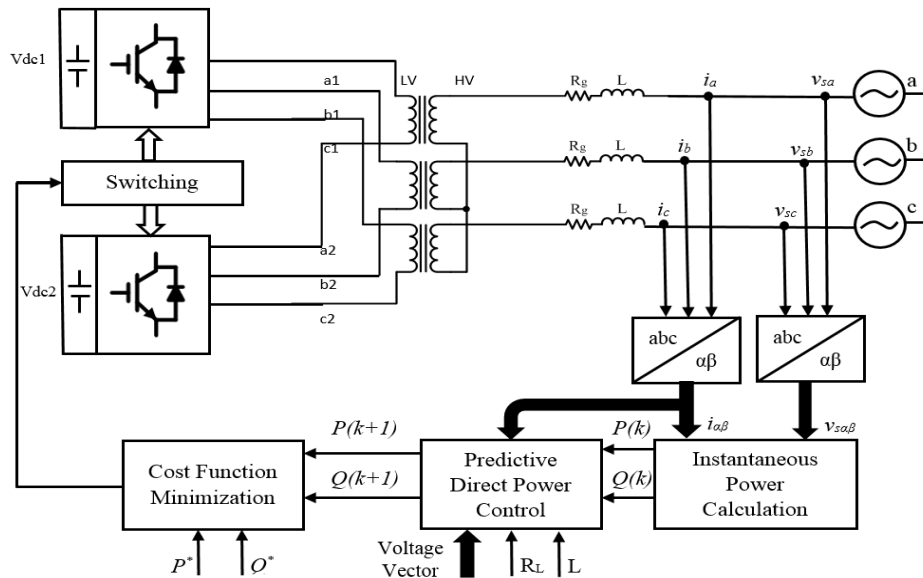 Vdc1
a1
b1
c1
LV
HV
Rg
L
ia
vsa
a
Rg
L
ib
vsb
b
Rg
L
ic
vsc
c
Switching
Vdc2
a2
b2
c2
abc
αβ
abc
αβ
iαβ
vsαβ
P(k+1)
Q(k+1)
P(k)
Q(k)
Cost Function
Minimization
Predictive
Direct Power
Control
Instantaneous
Power
Calculation
P*
Q*
Voltage
Vector
RL
L